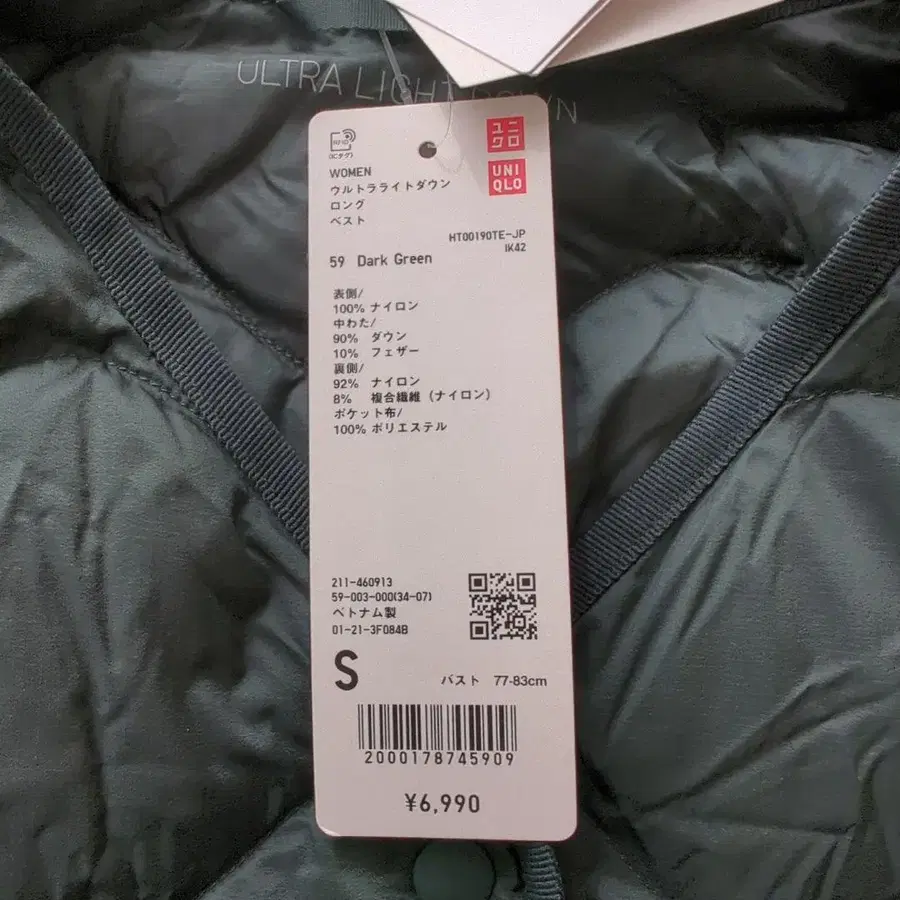 ULTRA LIGHT DOWN
RFID
(ICタグ)
ユニ
クロ
UNI
QLO
WOMEN
ウルトラライトダウン
ロング
ベスト
HT00190TE-JP
IK42
59 Dark Green
表側/
100% ナイロン
中わた/
90% ダウン
10% フェザー
裏側/
92% ナイロン
8% 複合繊維（ナイロン）
ポケット布/
100% ポリエステル
211-460913
59-003-000(34-07)
ベトナム製
01-21-3F084B
S
バスト 77-83cm
2000178745909
¥6,990